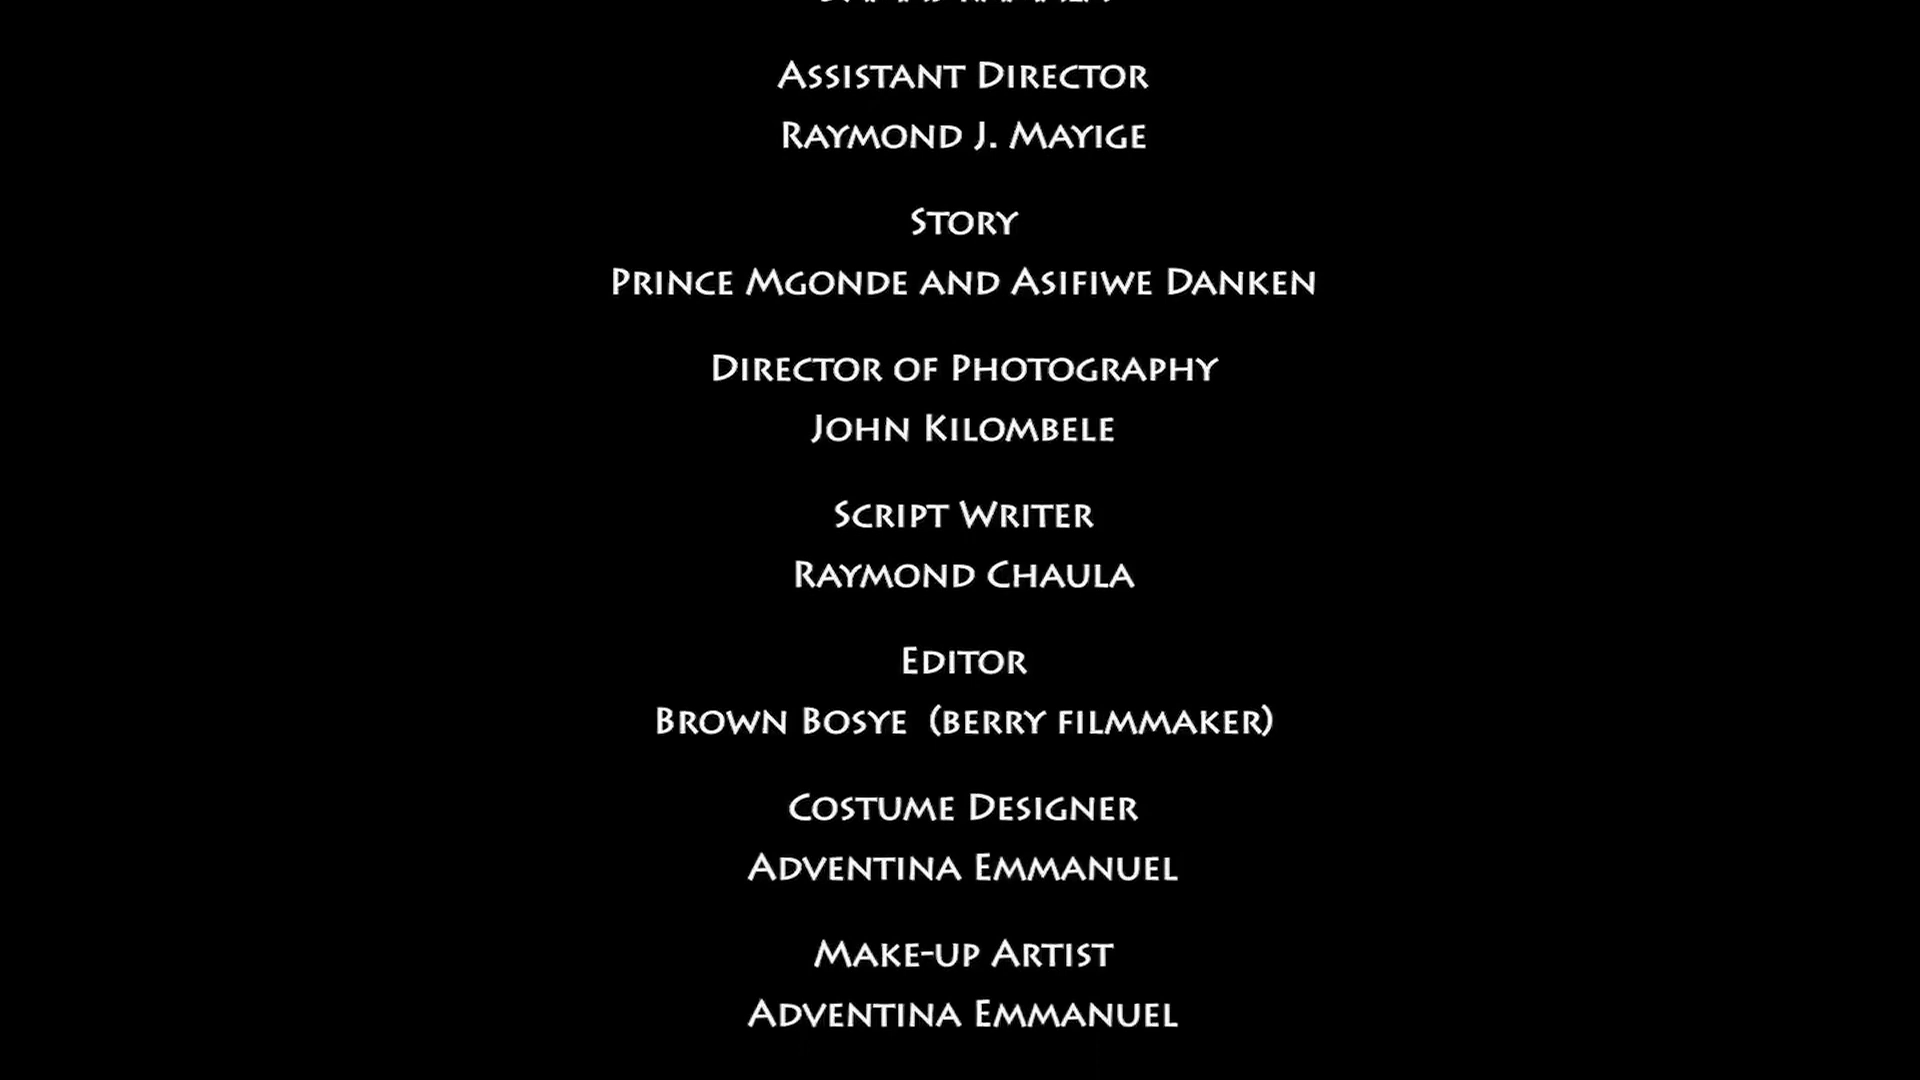 Assistant Director
Raymond J. Mayige
Story
Prince Mgonde and Asifiwe Danken
Director of Photography
John Kilombele
Script Writer
Raymond Chaula
Editor
Brown Bosye (berry filmmaker)
Costume Designer
Adventina Emmanuel
Make-up Artist
Adventina Emmanuel